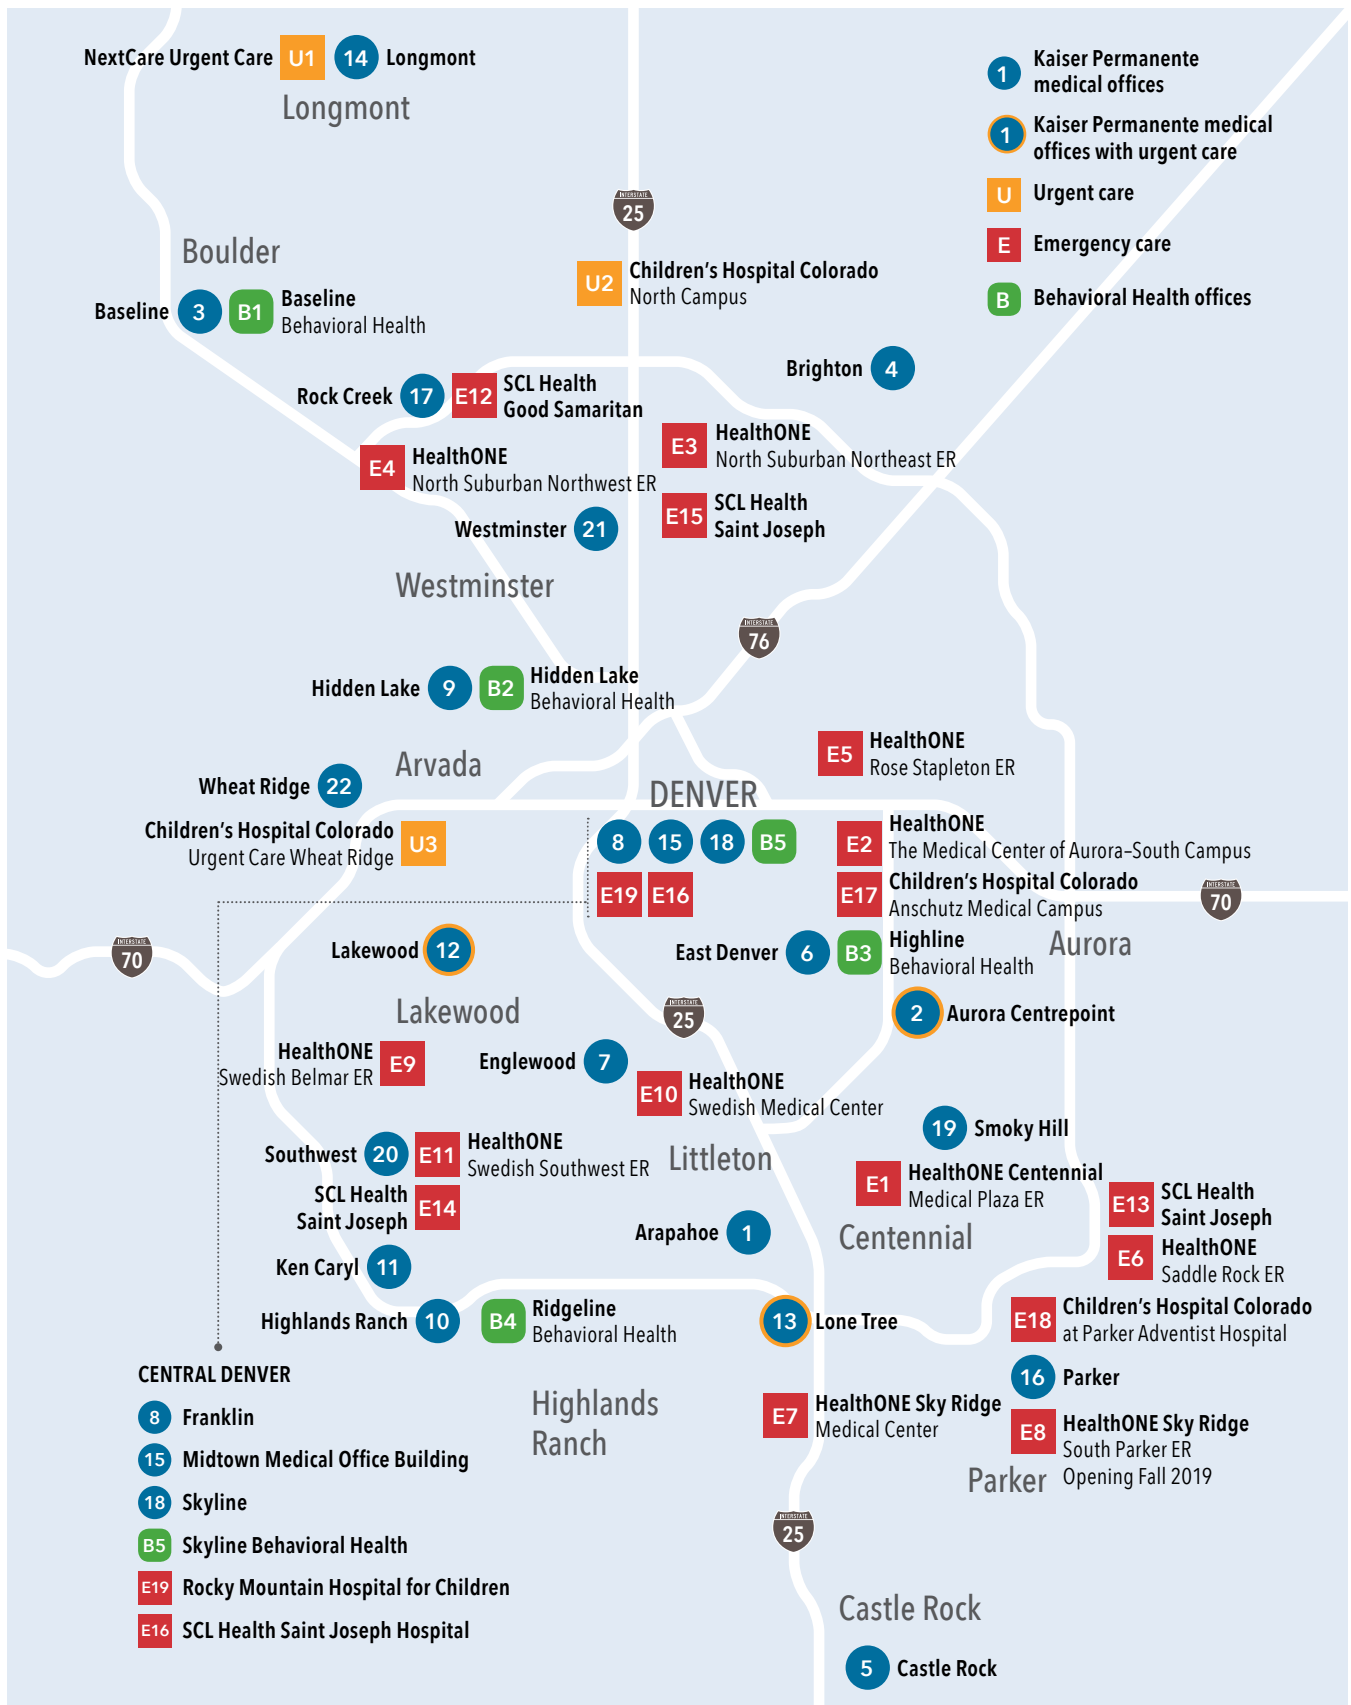 NextCare Urgent Care U1 14 Longmont
Longmont
1 Kaiser Permanente
medical offices
1 Kaiser Permanente medical
offices with urgent care
U Urgent care
E Emergency care
B Behavioral Health offices
INTERSTATE
25
Boulder
Baseline 3 B1 Baseline
Behavioral Health
U2 Children's Hospital Colorado
North Campus
Brighton 4
Rock Creek 17 E12 SCL Health
Good Samaritan
E4 HealthONE
North Suburban Northwest ER
E3 HealthONE
North Suburban Northeast ER
E15 SCL Health
Saint Joseph
Westminster 21
Westminster
INTERSTATE
76
Hidden Lake 9 B2 Hidden Lake
Behavioral Health
Arvada
E5 HealthONE
Rose Stapleton ER
Wheat Ridge 22
DENVER
Children's Hospital Colorado
Urgent Care Wheat Ridge U3
8 15 18 B5
E19 E16
E2 HealthONE
The Medical Center of Aurora–South Campus
E17 Children's Hospital Colorado
Anschutz Medical Campus
INTERSTATE
70
Aurora
INTERSTATE
70
Lakewood 12
East Denver 6 B3 Highline
Behavioral Health
Lakewood
INTERSTATE
25
2 Aurora Centrepoint
HealthONE
Swedish Belmar ER E9
Englewood 7
E10 HealthONE
Swedish Medical Center
19 Smoky Hill
Southwest 20 E11 HealthONE
Swedish Southwest ER
Littleton
E1 HealthONE Centennial
Medical Plaza ER
SCL Health
Saint Joseph E14
E13 SCL Health
Saint Joseph
Arapahoe 1
Centennial
E6 HealthONE
Saddle Rock ER
Ken Caryl 11
Highlands Ranch 10 B4 Ridgeline
Behavioral Health
13 Lone Tree
E18 Children's Hospital Colorado
at Parker Adventist Hospital
16 Parker
Highlands
Ranch
E7 HealthONE Sky Ridge
Medical Center
E8 HealthONE Sky Ridge
South Parker ER
Opening Fall 2019
Parker
CENTRAL DENVER
8 Franklin
15 Midtown Medical Office Building
18 Skyline
B5 Skyline Behavioral Health
E19 Rocky Mountain Hospital for Children
E16 SCL Health Saint Joseph Hospital
INTERSTATE
25
Castle Rock
5 Castle Rock